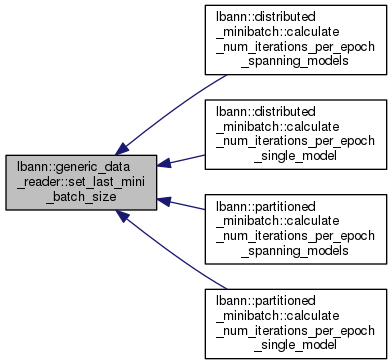 lbann::distributed
_minibatch::calculate
_num_iterations_per_epoch
_spanning_models
lbann::distributed
_minibatch::calculate
_num_iterations_per_epoch
_single_model
lbann::generic_data
_reader::set_last_mini
_batch_size
lbann::partitioned
_minibatch::calculate
_num_iterations_per_epoch
_spanning_models
lbann::partitioned
_minibatch::calculate
_num_iterations_per_epoch
_single_model